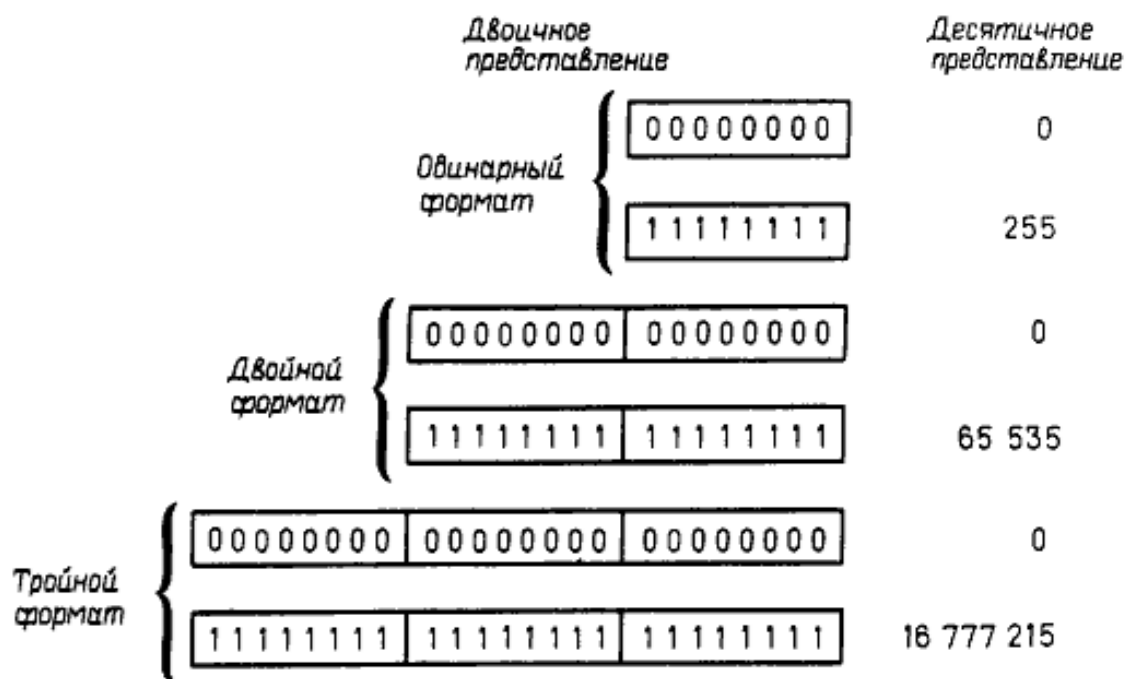 Двоичное
представление
Десятичное
представление
Одинарный
формат
00000000
0
11111111
255
Двойной
формат
00000000 00000000
0
11111111 11111111
65 535
Тройной
формат
00000000 00000000 00000000
0
11111111 11111111 11111111
16 777 215